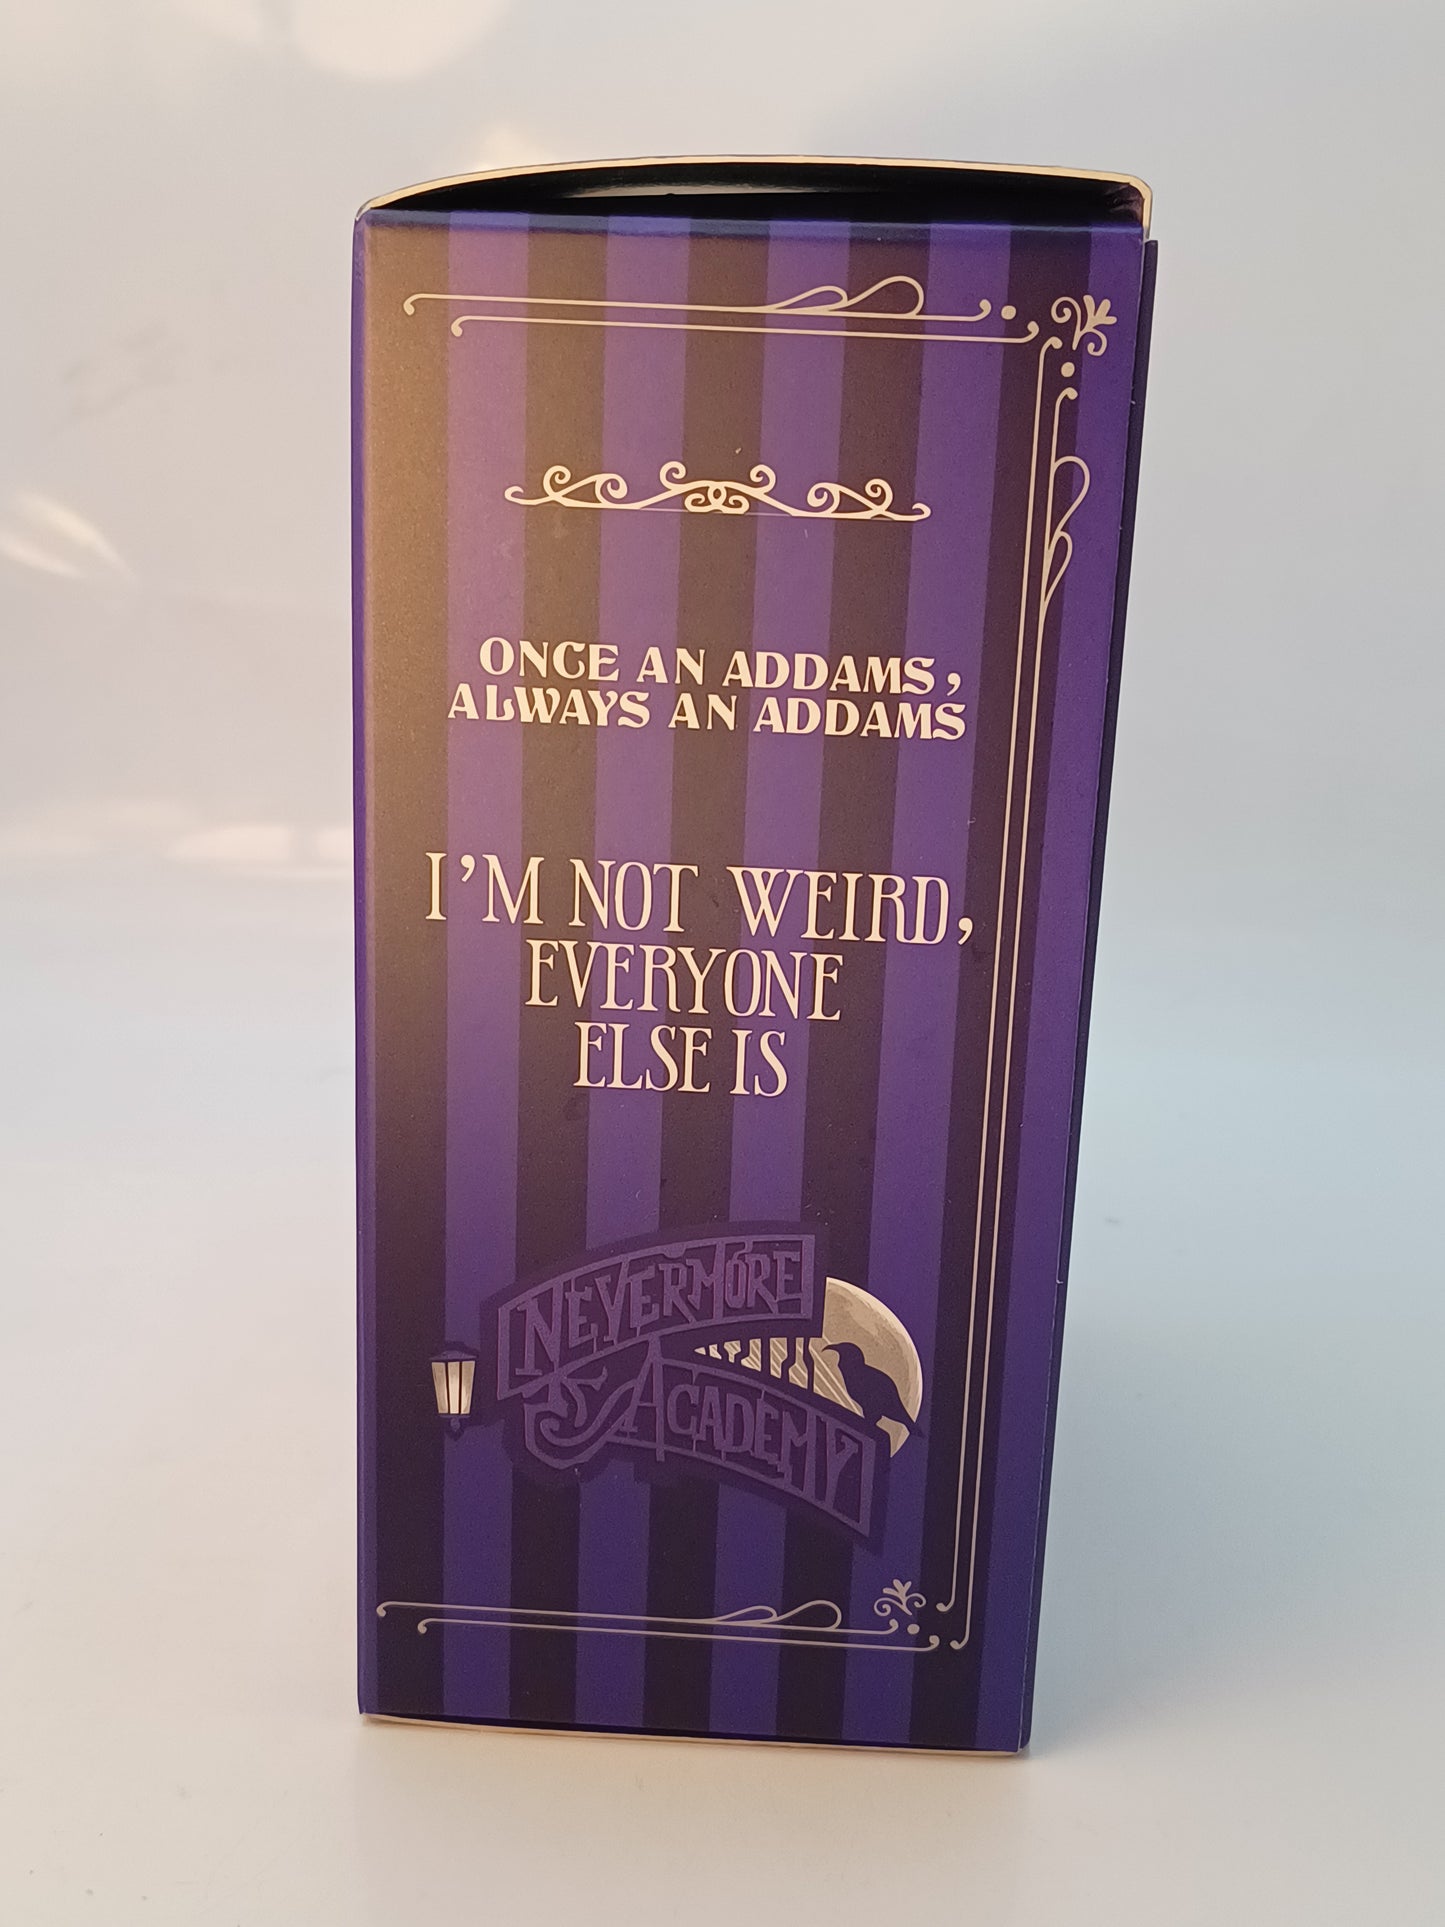 ONCE AN ADDAMS,
ALWAYS AN ADDAMS
I'M NOT WEIRD,
EVERYONE
ELSE IS
NEVERMORE
ACADEMY